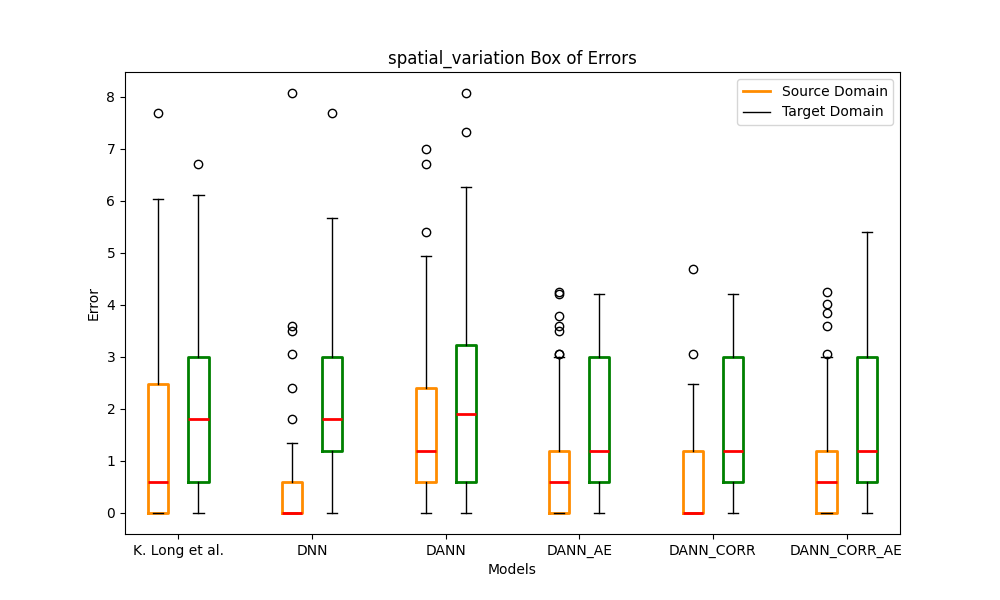 spatial_variation Box of Errors
Source Domain
Target Domain
Error
8
7
6
5
4
3
2
1
0
K. Long et al.
DNN
DANN
DANN_AE
DANN_CORR
DANN_CORR_AE
Models